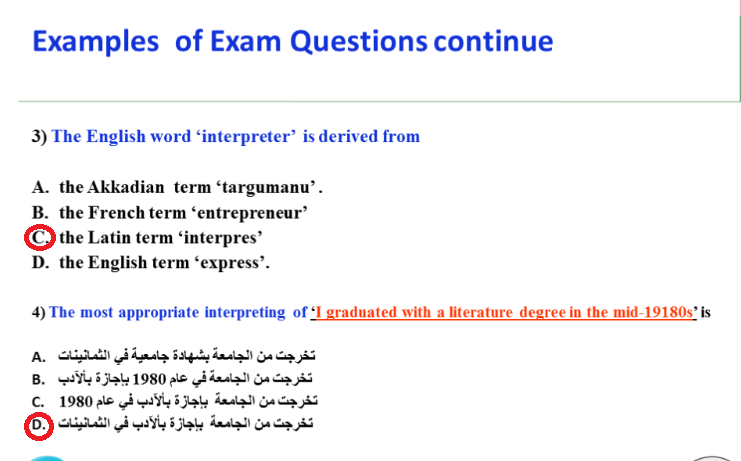 Examples of Exam Questions continue
3) The English word ‘interpreter’ is derived from
A. the Akkadian term ‘targumanu’.
B. the French term ‘entrepreneur’
C. the Latin term ‘interpres’
D. the English term ‘express’.
4) The most appropriate interpreting of ‘I graduated with a literature degree in the mid-19180s’ is
A. تخرجت من الجامعة بشهادة جامعية في الثمانينات
B. تخرجت من الجامعة في عام 1980 بإجازة بألآدب
C. تخرجت من الجامعة بإجازة بألآدب في عام 1980
D. تخرجت من الجامعة بإجازة بألآدب في الثمانينات